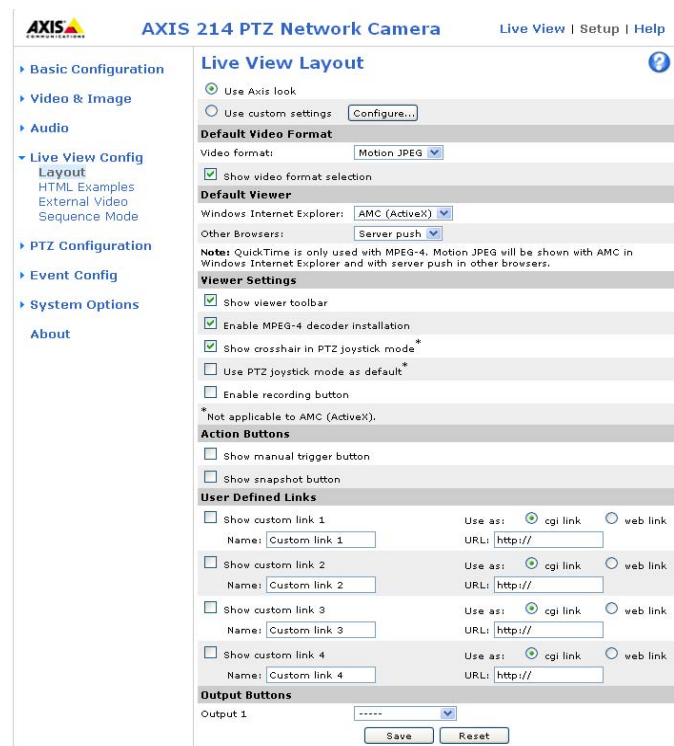 AXIS
COMMUNICATIONS
AXIS 214 PTZ Network Camera
Live View | Setup | Help
Basic Configuration
Video & Image
Audio
Live View Config
Layout
HTML Examples
External Video
Sequence Mode
PTZ Configuration
Event Config
System Options
About
Live View Layout
?
Use Axis look
Use custom settings Configure...
Default Video Format
Video format: Motion JPEG
Show video format selection
Default Viewer
Windows Internet Explorer: AMC (ActiveX)
Other Browsers: Server push
Note: QuickTime is only used with MPEG-4. Motion JPEG will be shown with AMC in
Windows Internet Explorer and with server push in other browsers.
Viewer Settings
Show viewer toolbar
Enable MPEG-4 decoder installation
Show crosshair in PTZ joystick mode*
Use PTZ joystick mode as default*
Enable recording button
*Not applicable to AMC (ActiveX).
Action Buttons
Show manual trigger button
Show snapshot button
User Defined Links
Show custom link 1 Use as: cgi link web link
Name: Custom link 1 URL: http://
Show custom link 2 Use as: cgi link web link
Name: Custom link 2 URL: http://
Show custom link 3 Use as: cgi link web link
Name: Custom link 3 URL: http://
Show custom link 4 Use as: cgi link web link
Name: Custom link 4 URL: http://
Output Buttons
Output 1 -----
Save Reset